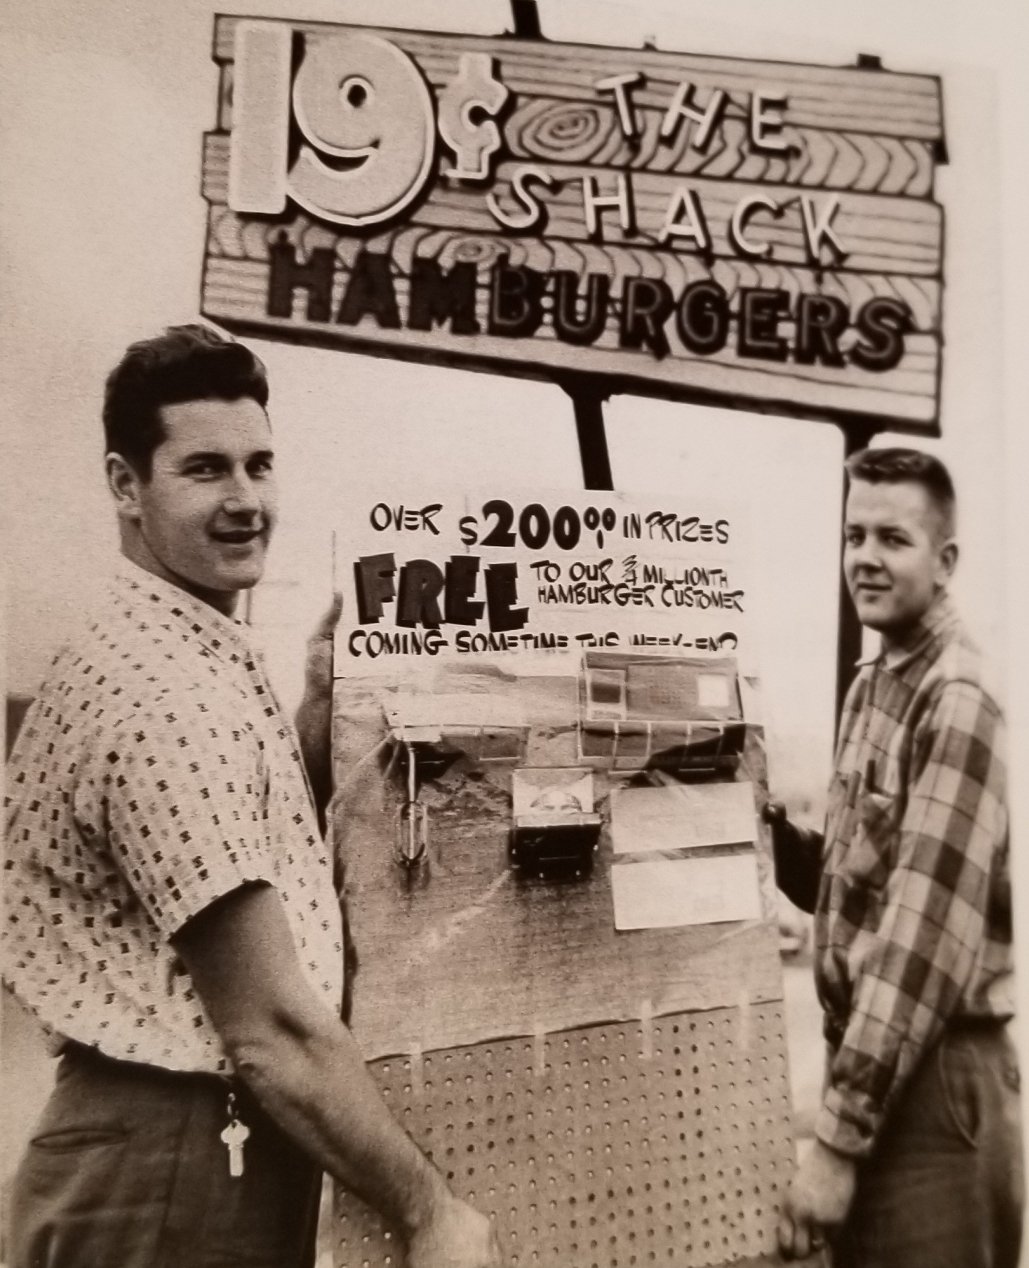 19¢ THE
SHACK
HAMBURGERS
OVER $200⁰⁰ IN PRIZES
FREE TO OUR ¾ MILLIONTH
HAMBURGER CUSTOMER
COMING SOMETIME THIS WEEK-END